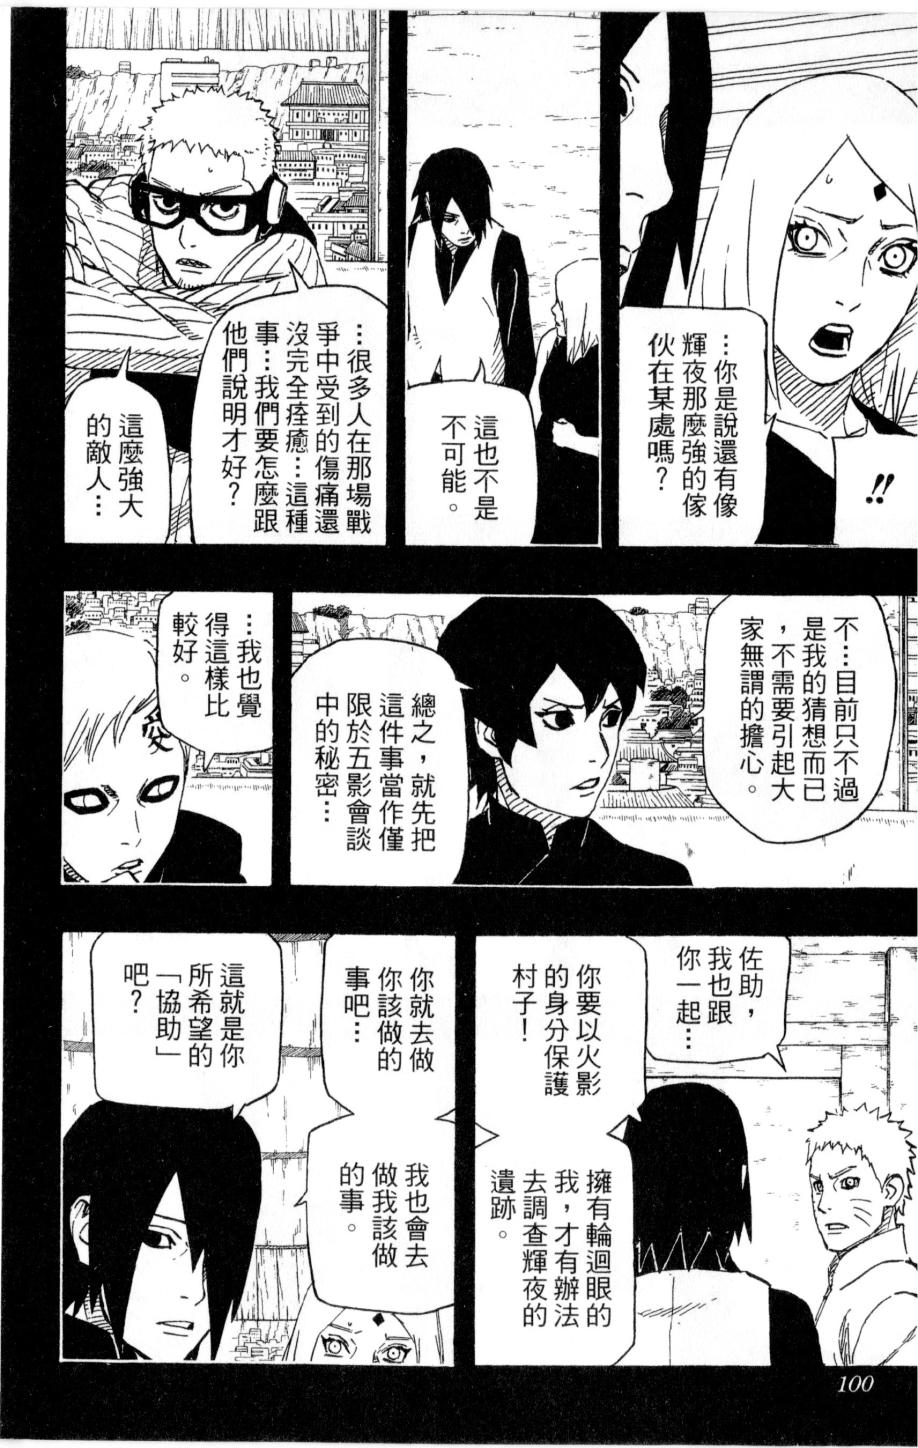 !!
…你是說還有像
輝夜那麼強的傢
伙在某處嗎？
這也不是
不可能。
…很多人在那場戰
爭中受到的傷痛還
沒完全痊癒…這種
事…我們要怎麼跟
他們說明才好？
這麼強大
的敵人…
不…目前只不過
是我的猜想而已
，不需要引起大
家無謂的擔心。
總之，就先把
這件事當作僅
限於五影會談
中的秘密…
…我也覺
得這樣比
較好。
愛
佐助，
我也跟
你一起…
你要以火影
的身分保護
村子！
擁有輪迴眼的
我，才有辦法
去調查輝夜的
遺跡。
你就去做
你該做的
事吧…
我也會去
做我該做
的事。
這就是你
所希望的
「協助」
吧？
100